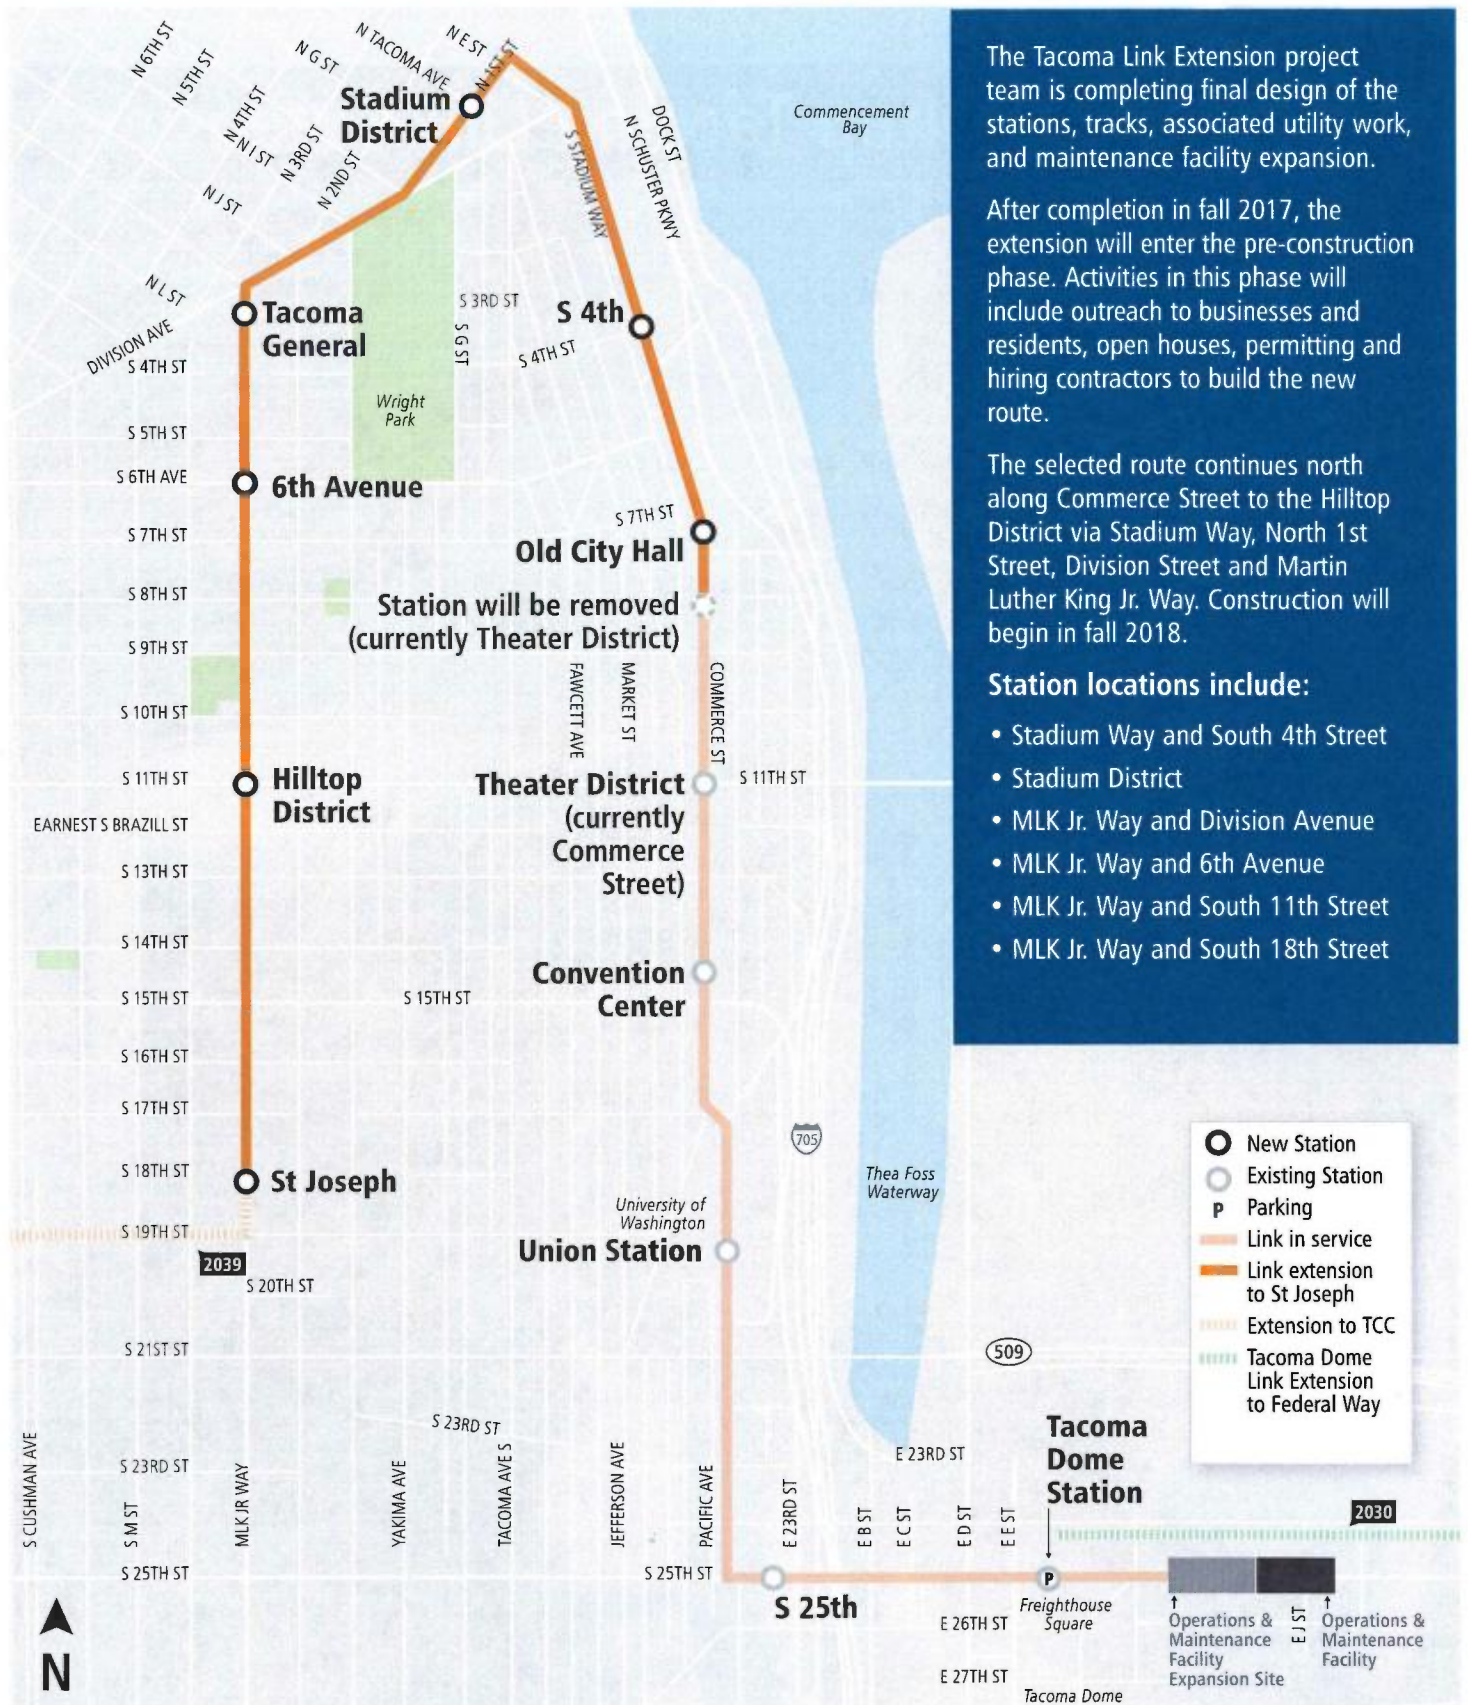 N 6TH ST
N 5TH ST
N G ST
N TACOMA AVE
N E ST
N 1ST ST
N 4TH ST
N I ST
N 3RD ST
N 2ND ST
N J ST
Stadium
District
S STADIUM WAY
DOCK ST
N SCHUSTER PKWY
Commencement
Bay
N L ST
DIVISION AVE
S 4TH ST
Tacoma
General
S 3RD ST
S G ST
S 4TH ST
S 4th
Wright
Park
S 5TH ST
S 6TH AVE
6th Avenue
S 7TH ST
S 7TH ST
Old City Hall
S 8TH ST
Station will be removed
(currently Theater District)
S 9TH ST
FAWCETT AVE
MARKET ST
COMMERCE ST
S 10TH ST
S 11TH ST
Hilltop
District
Theater District
(currently
Commerce
Street)
S 11TH ST
EARNEST S BRAZILL ST
S 13TH ST
S 14TH ST
Convention
Center
S 15TH ST
S 15TH ST
S 16TH ST
S 17TH ST
705
S 18TH ST
St Joseph
Thea Foss
Waterway
University of
Washington
S 19TH ST
Union Station
2039
S 20TH ST
S 21ST ST
509
S 23RD ST
S 23RD ST
E 23RD ST
S CUSHMAN AVE
S M ST
MLK JR WAY
YAKIMA AVE
TACOMA AVE S
JEFFERSON AVE
PACIFIC AVE
E 23RD ST
E B ST
E C ST
E D ST
E E ST
Tacoma
Dome
Station
2030
S 25TH ST
S 25TH ST
P
S 25th
Freighthouse
Square
E 26TH ST
E 27TH ST
Tacoma Dome
Operations &
Maintenance
Facility
Expansion Site
E J ST
Operations &
Maintenance
Facility
N
The Tacoma Link Extension project
team is completing final design of the
stations, tracks, associated utility work,
and maintenance facility expansion.
After completion in fall 2017, the
extension will enter the pre-construction
phase. Activities in this phase will
include outreach to businesses and
residents, open houses, permitting and
hiring contractors to build the new
route.
The selected route continues north
along Commerce Street to the Hilltop
District via Stadium Way, North 1st
Street, Division Street and Martin
Luther King Jr. Way. Construction will
begin in fall 2018.
Station locations include:
• Stadium Way and South 4th Street
• Stadium District
• MLK Jr. Way and Division Avenue
• MLK Jr. Way and 6th Avenue
• MLK Jr. Way and South 11th Street
• MLK Jr. Way and South 18th Street
New Station
Existing Station
P Parking
Link in service
Link extension
to St Joseph
Extension to TCC
Tacoma Dome
Link Extension
to Federal Way